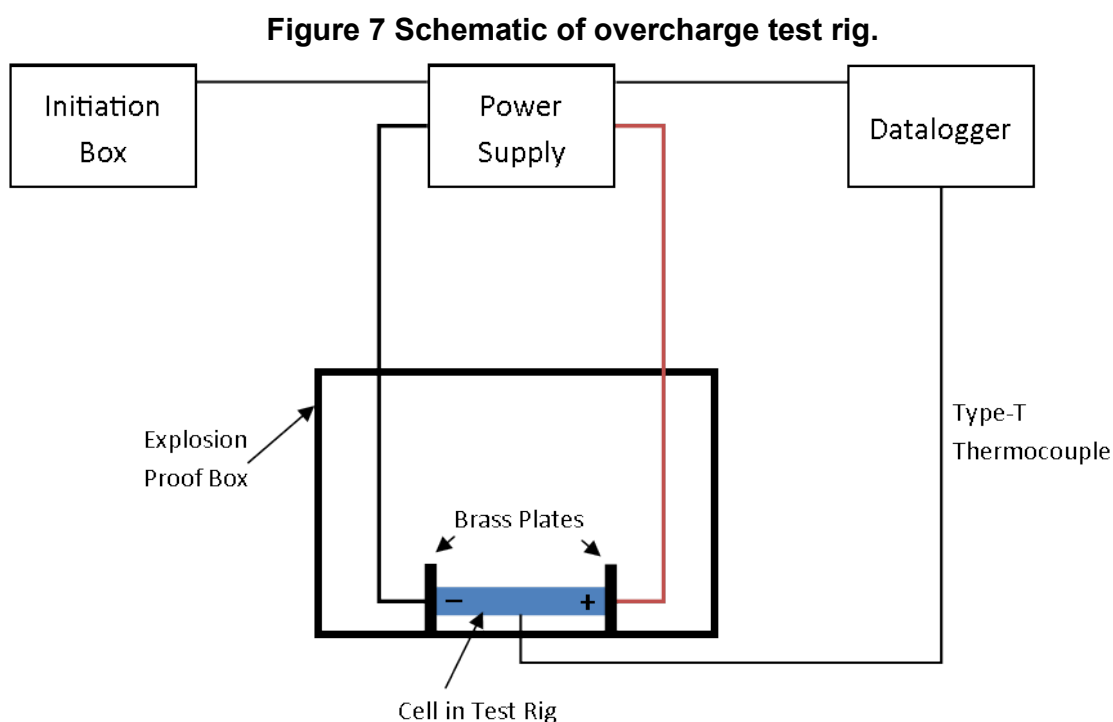 Figure 7 Schematic of overcharge test rig.
Initiation
Box
Power
Supply
Datalogger
Explosion
Proof Box
Type-T
Thermocouple
Brass Plates
− +
Cell in Test Rig